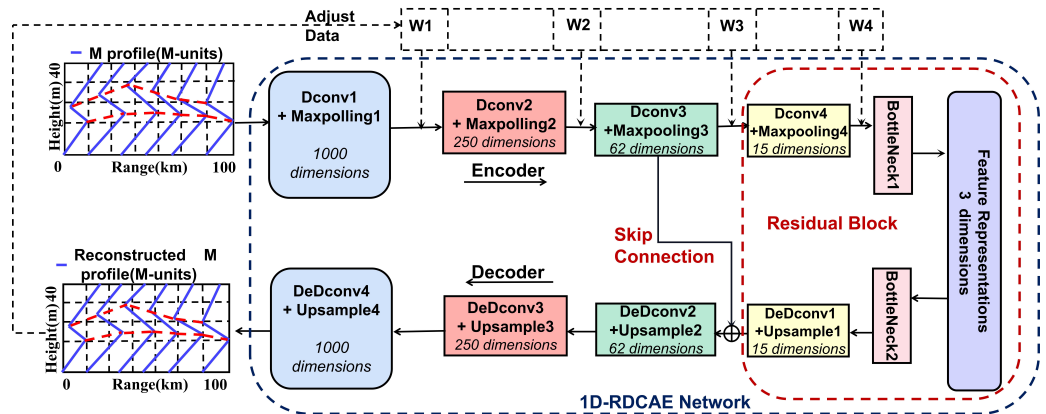 Adjust
Data
W1
W2
W3
W4
M profile(M-units)
Height(m) 40
0
0
Range(km)
100
Dconv1
+ Maxpolling1
1000
dimensions
Dconv2
+ Maxpolling2
250 dimensions
Dconv3
+Maxpooling3
62 dimensions
Dconv4
+Maxpooling4
15 dimensions
BottleNeck1
Feature Representations
3 dimensions
Encoder
Residual Block
Skip
Connection
Decoder
Reconstructed M
profile(M-units)
Height(m) 40
0
0
Range(km)
100
DeDconv4
+ Upsample4
1000
dimensions
DeDconv3
+ Upsample3
250 dimensions
DeDconv2
+Upsample2
62 dimensions
DeDconv1
+Upsample1
15 dimensions
BottleNeck2
1D-RDCAE Network